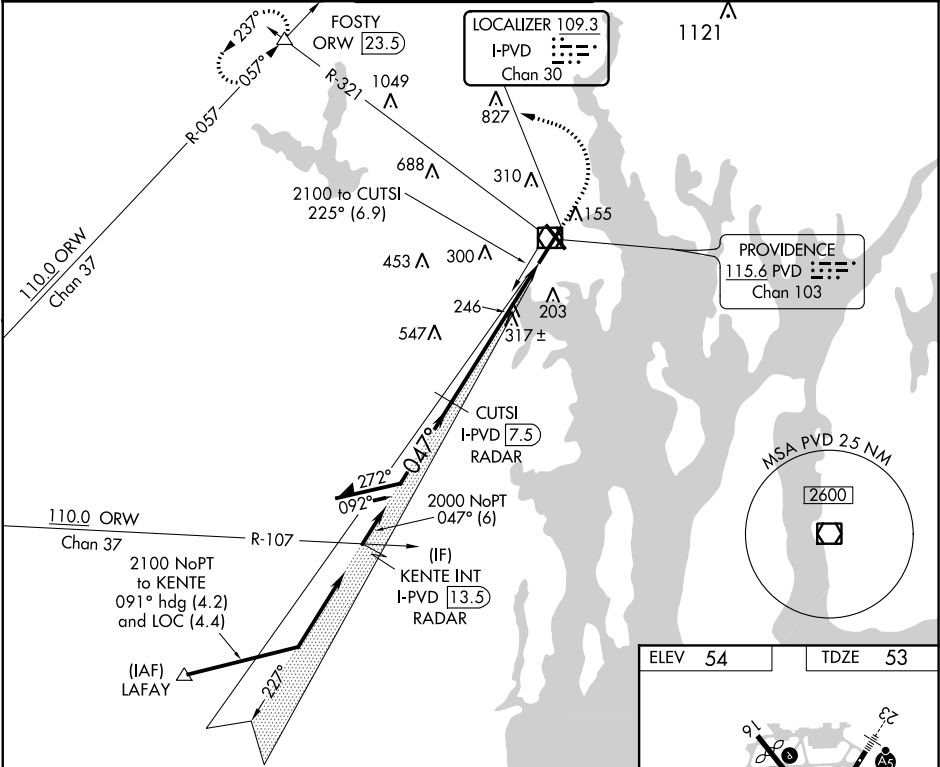 FOSTY
ORW 23.5
237°
057°
R-321
R-057
LOCALIZER 109.3
I-PVD
Chan 30
1121
1049
827
688
310
155
2100 to CUTSI
225° (6.9)
453
300
PROVIDENCE
115.6 PVD
Chan 103
110.0 ORW
Chan 37
246
203
547
317 ±
CUTSI
I-PVD 7.5
RADAR
047°
MSA PVD 25 NM
2600
272°
092°
2000 NoPT
047° (6)
110.0 ORW
Chan 37
R-107
(IF)
KENTE INT
I-PVD 13.5
RADAR
2100 NoPT
to KENTE
091° hdg (4.2)
and LOC (4.4)
(IAF)
LAFAY
227°
ELEV 54
TDZE 53
16
23
A5